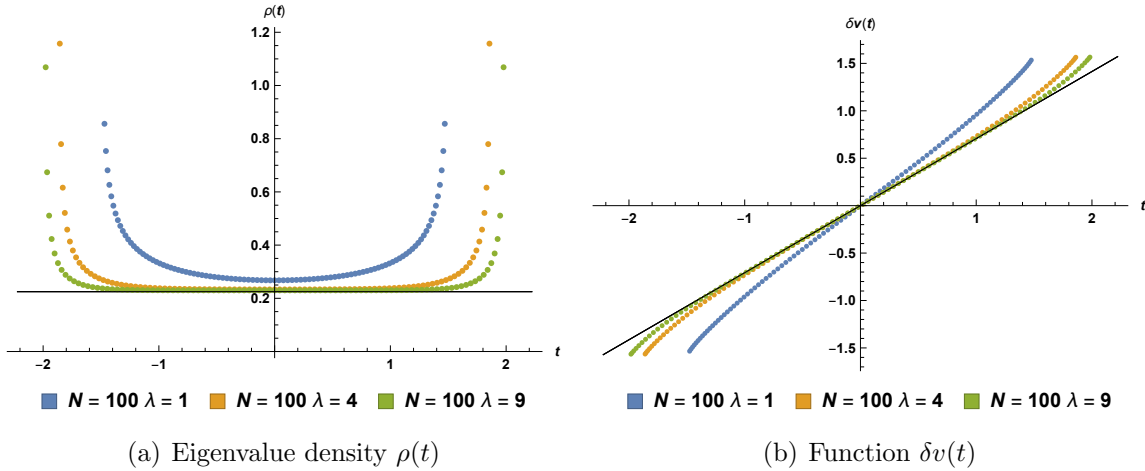 ρ(t)
1.2
1.0
0.8
0.6
0.4
0.2
−2 −1 1 2 t
N = 100 λ = 1 N = 100 λ = 4 N = 100 λ = 9
(a) Eigenvalue density ρ(t)
δv(t)
1.5
1.0
0.5
−2 −1 1 2 t
−0.5
−1.0
−1.5
N = 100 λ = 1 N = 100 λ = 4 N = 100 λ = 9
(b) Function δv(t)